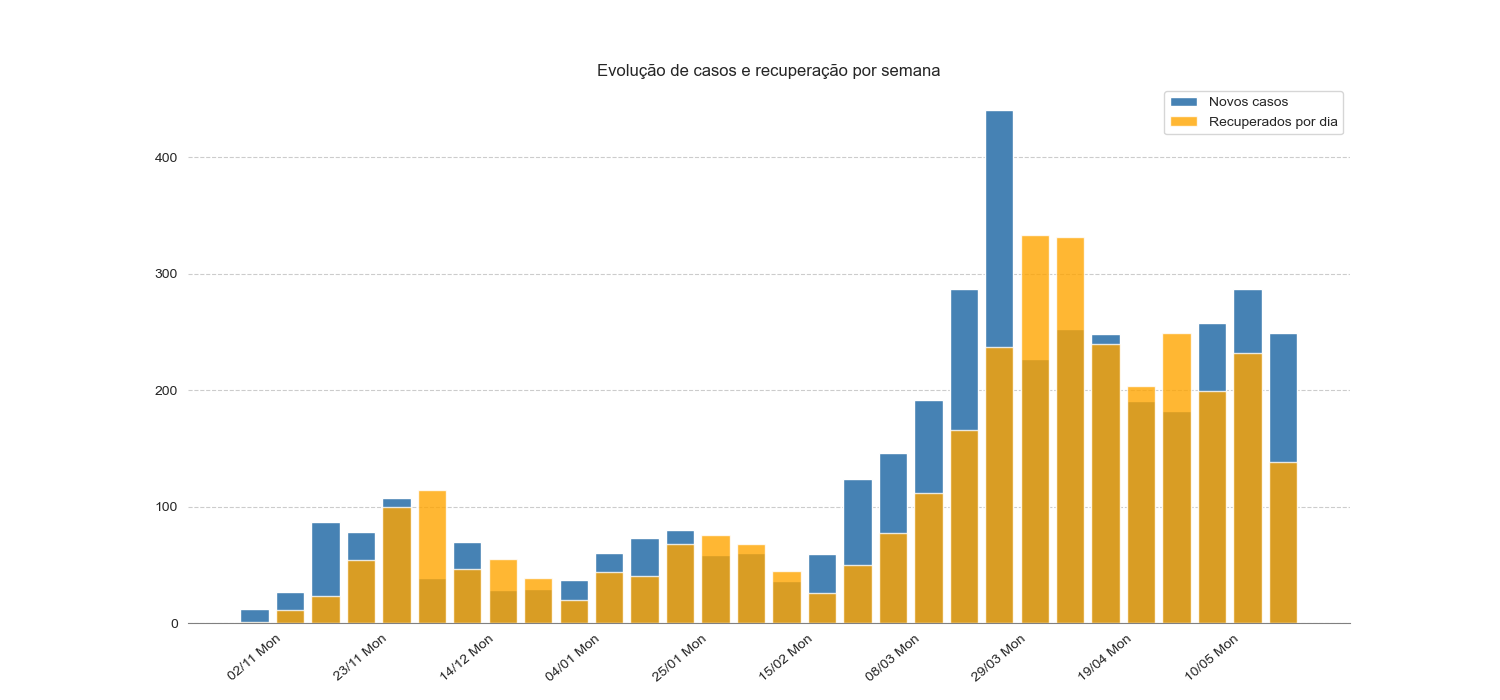 Evolução de casos e recuperação por semana
Novos casos
Recuperados por dia
400
300
200
100
0
02/11 Mon
23/11 Mon
14/12 Mon
04/01 Mon
25/01 Mon
15/02 Mon
08/03 Mon
29/03 Mon
19/04 Mon
10/05 Mon